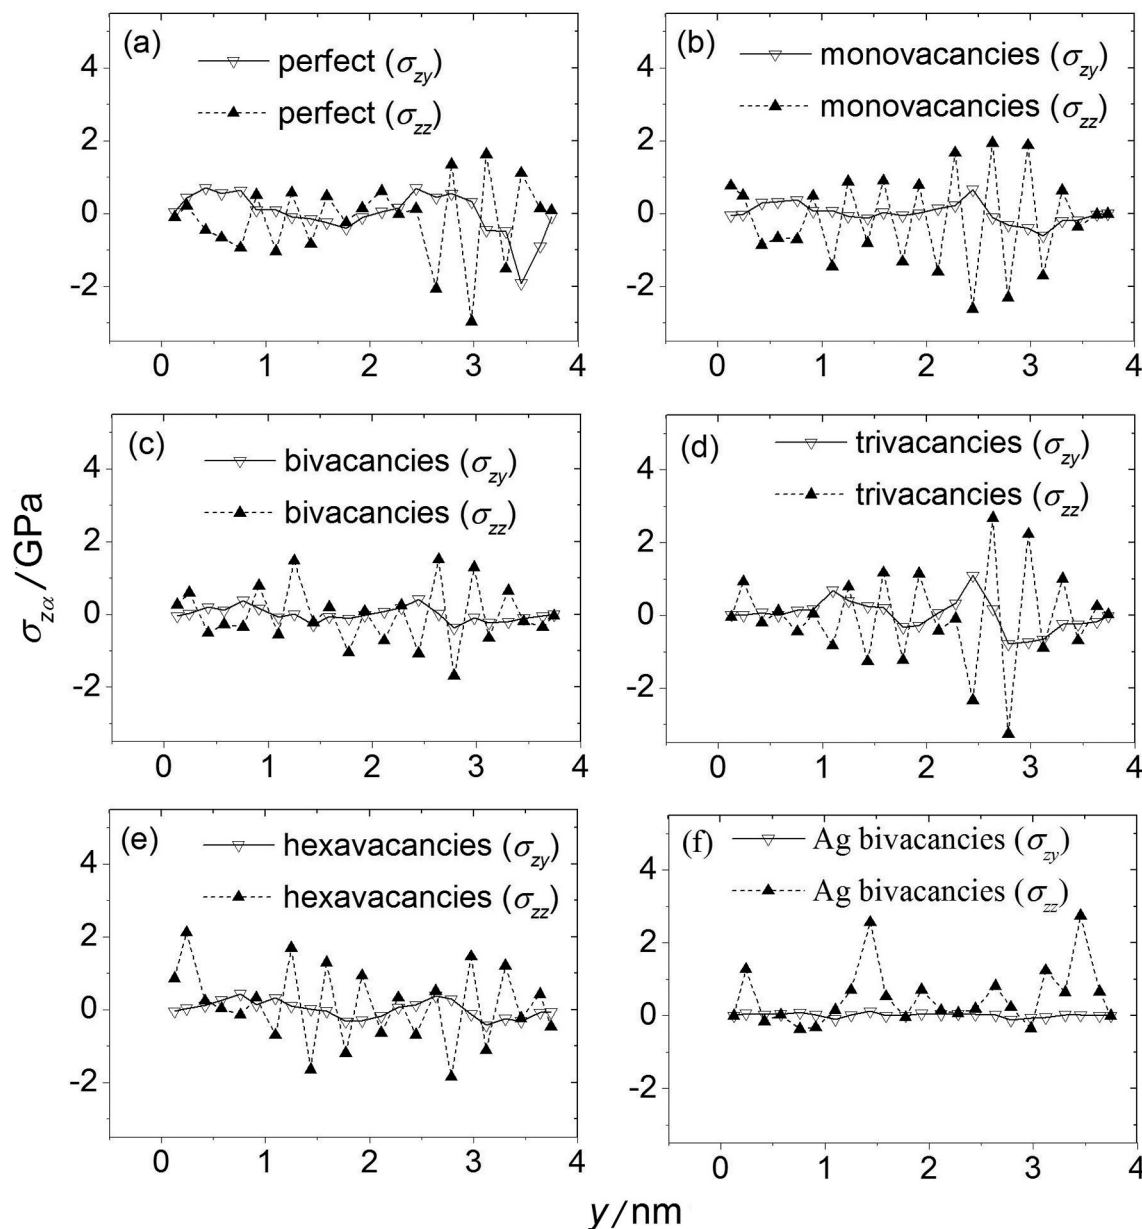 (a)
perfect (σzy)
perfect (σzz)
4
2
0
-2
0 1 2 3 4
(b)
monovacancies (σzy)
monovacancies (σzz)
4
2
0
-2
0 1 2 3 4
(c)
bivacancies (σzy)
bivacancies (σzz)
4
2
0
-2
0 1 2 3 4
(d)
trivacancies (σzy)
trivacancies (σzz)
4
2
0
-2
0 1 2 3 4
σzα/GPa
(e)
hexavacancies (σzy)
hexavacancies (σzz)
4
2
0
-2
0 1 2 3 4
(f)
Ag bivacancies (σzy)
Ag bivacancies (σzz)
4
2
0
-2
0 1 2 3 4
y/nm